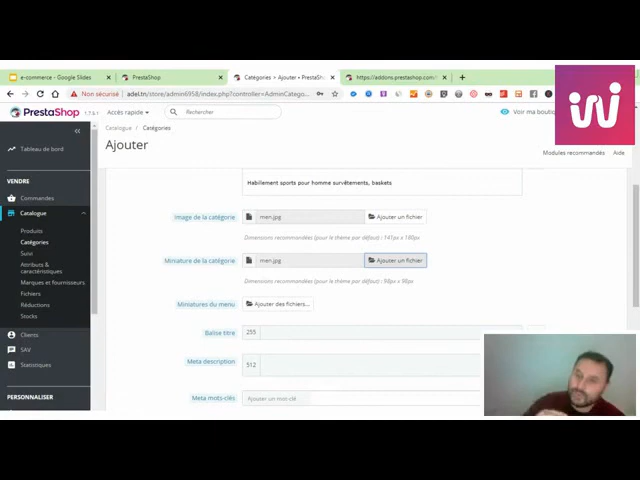 e-commerce - Google Slides
PrestaShop
Catégories > Ajouter • PrestaSh
https://addons.prestashop.com/
Non sécurisé
adel.tn/store/admin6958/index.php?controller=AdminCatego...
PrestaShop
1.7.6.1
Accès rapide
Rechercher
Voir ma boutiq
Catalogue / Catégories
Ajouter
Modules recommandés
Aide
Tableau de bord
VENDRE
Commandes
Catalogue
Produits
Catégories
Suivi
Attributs &
caractéristiques
Marques et fournisseurs
Fichiers
Réductions
Stocks
Clients
SAV
Statistiques
PERSONNALISER
Habillement sports pour homme survêtements, baskets
Image de la catégorie
men.jpg
Ajouter un fichier
Dimensions recommandées (pour le thème par défaut) : 141px x 180px
Miniature de la catégorie
men.jpg
Ajouter un fichier
Dimensions recommandées (pour le thème par défaut) : 98px x 98px
Miniatures du menu
Ajouter des fichiers...
Balise titre
255
Meta description
512
Meta mots-clés
Ajouter un mot-clé